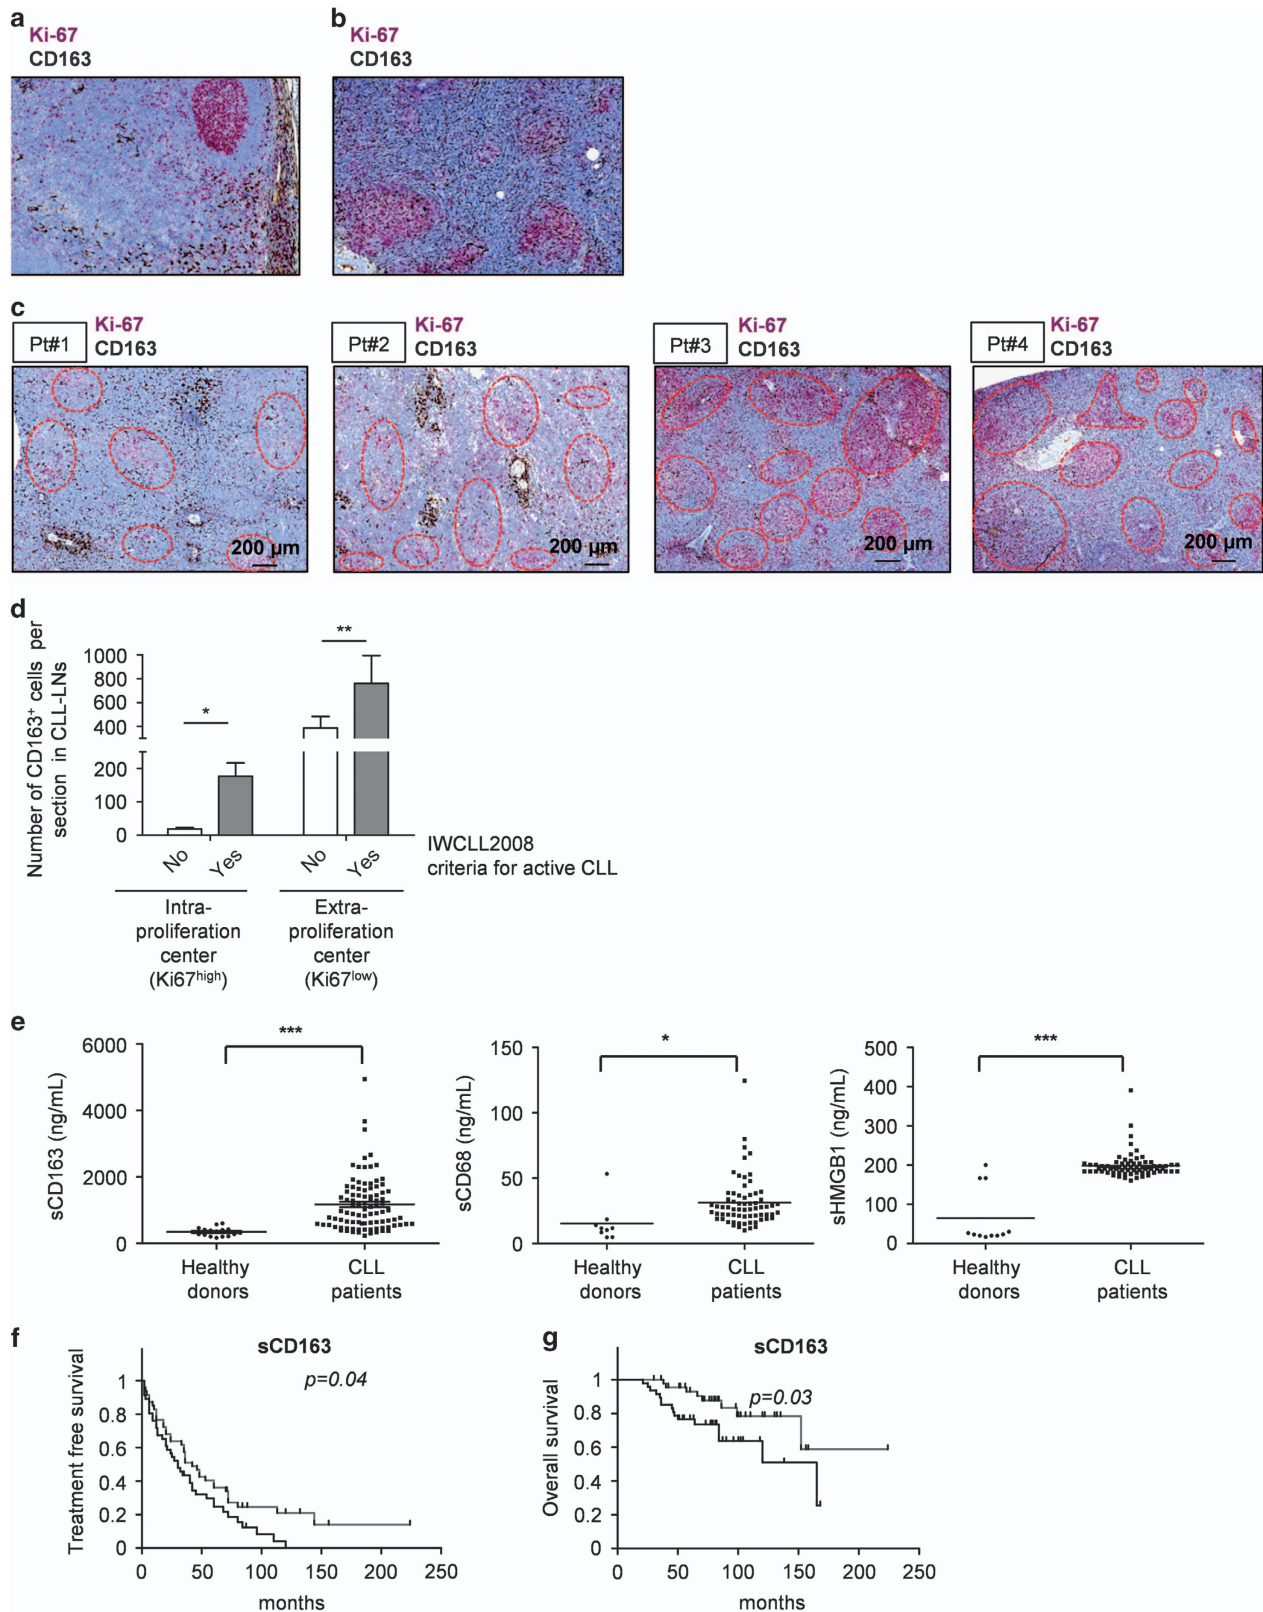 a
Ki-67
CD163
b
Ki-67
CD163
c
Pt#1
Ki-67
CD163
200 µm
Pt#2
Ki-67
CD163
200 µm
Pt#3
Ki-67
CD163
200 µm
Pt#4
Ki-67
CD163
200 µm
d
Number of CD163+ cells per
section in CLL-LNs
1000
800
600
400
200
100
0
*
**
No
Yes
No
Yes
IWCLL2008
criteria for active CLL
Intra-
proliferation
center
(Ki67high)
Extra-
proliferation
center
(Ki67low)
e
sCD163 (ng/mL)
6000
4000
2000
0
***
Healthy
donors
CLL
patients
sCD68 (ng/mL)
150
100
50
0
*
Healthy
donors
CLL
patients
sHMGB1 (ng/mL)
500
400
300
200
100
0
***
Healthy
donors
CLL
patients
f
sCD163
p=0.04
Treatment free survival
1
0.8
0.6
0.4
0.2
0
0 50 100 150 200 250
months
g
sCD163
p=0.03
Overall survival
1
0.8
0.6
0.4
0.2
0
0 50 100 150 200 250
months